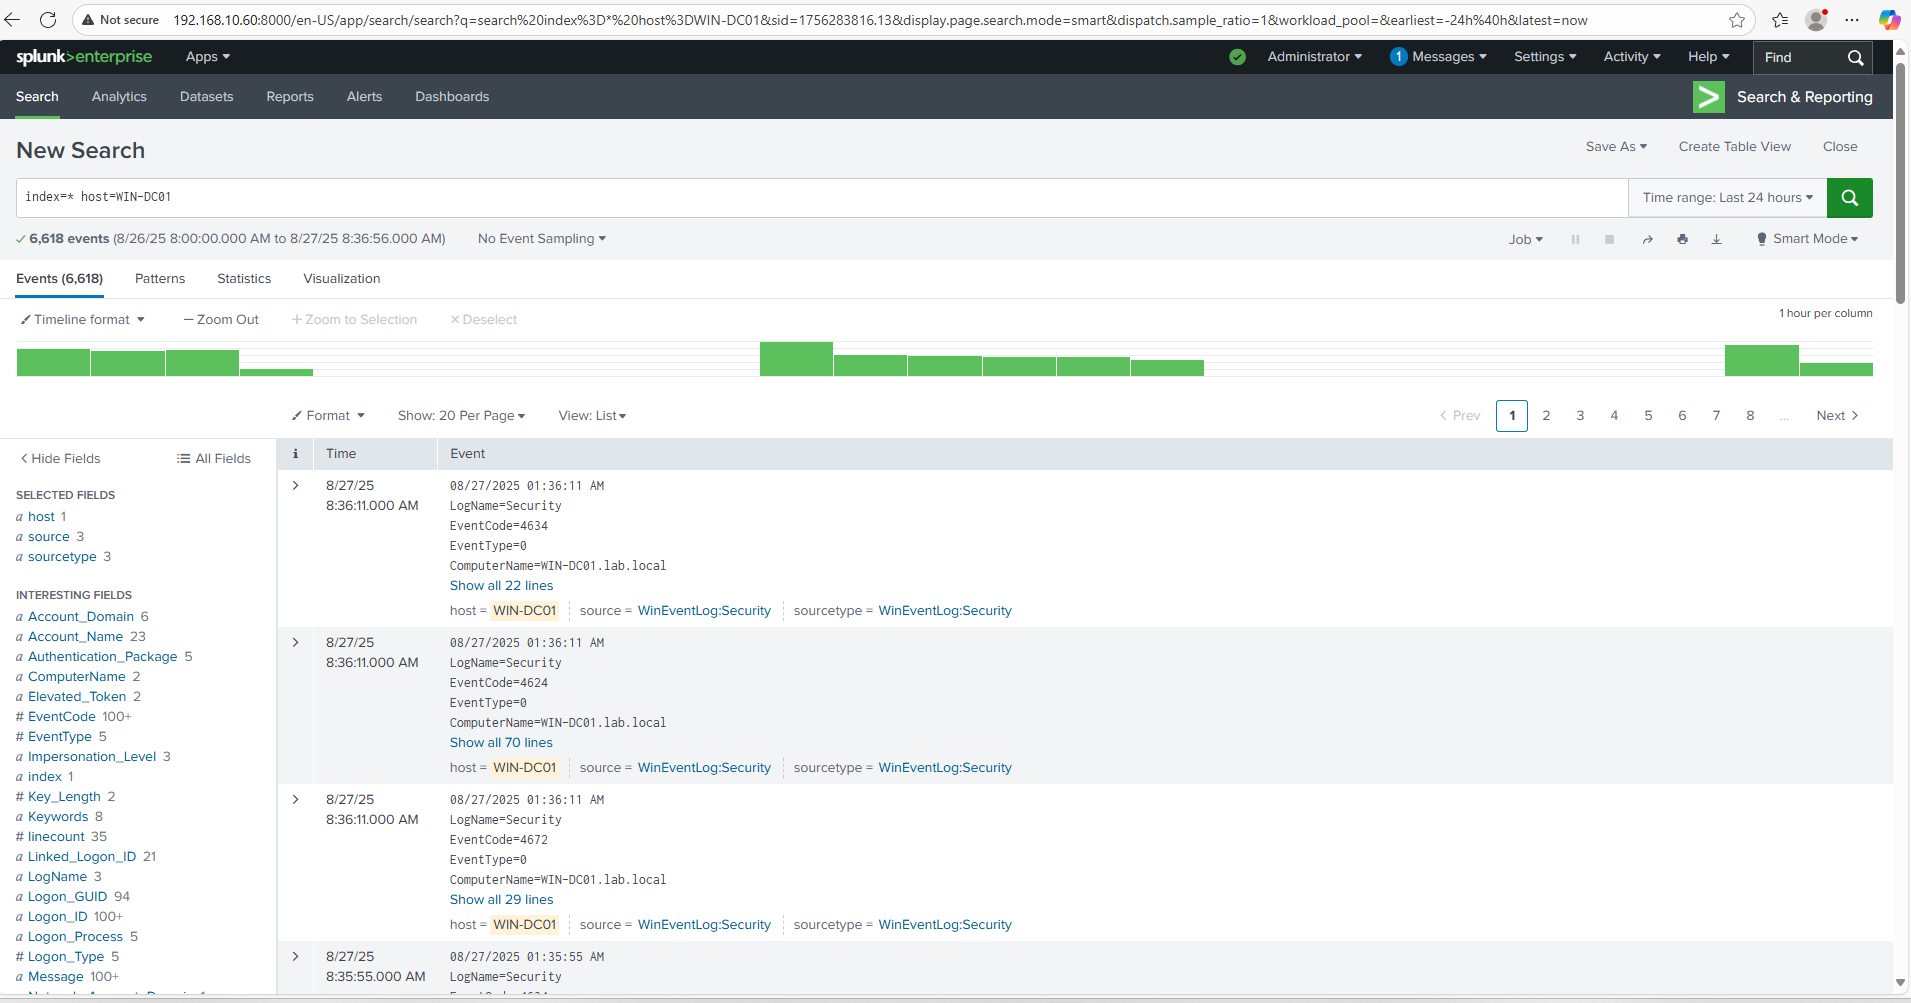 Not secure 192.168.10.60:8000/en-US/app/search/search?q=search%20index%3D*%20host%3DWIN-DC01&sid=1756283816.13&display.page.search.mode=smart&dispatch.sample_ratio=1&workload_pool=&earliest=-24h%40h&latest=now
splunk>enterprise Apps Administrator 1 Messages Settings Activity Help Find
Search Analytics Datasets Reports Alerts Dashboards Search & Reporting
New Search Save As Create Table View Close
index=* host=WIN-DC01 Time range: Last 24 hours
6,618 events (8/26/25 8:00:00.000 AM to 8/27/25 8:36:56.000 AM) No Event Sampling Job Smart Mode
Events (6,618) Patterns Statistics Visualization
Timeline format — Zoom Out + Zoom to Selection × Deselect 1 hour per column
Format Show: 20 Per Page View: List < Prev 1 2 3 4 5 6 7 8 ... Next >
< Hide Fields All Fields
SELECTED FIELDS
a host 1
a source 3
a sourcetype 3
INTERESTING FIELDS
a Account_Domain 6
a Account_Name 23
a Authentication_Package 5
a ComputerName 2
a Elevated_Token 2
# EventCode 100+
# EventType 5
a Impersonation_Level 3
a index 1
# Key_Length 2
a Keywords 8
# linecount 35
a Linked_Logon_ID 21
a LogName 3
a Logon_GUID 94
a Logon_ID 100+
a Logon_Process 5
# Logon_Type 5
a Message 100+
i Time Event
8/27/25
8:36:11.000 AM
08/27/2025 01:36:11 AM
LogName=Security
EventCode=4634
EventType=0
ComputerName=WIN-DC01.lab.local
Show all 22 lines
host = WIN-DC01 source = WinEventLog:Security sourcetype = WinEventLog:Security
8/27/25
8:36:11.000 AM
08/27/2025 01:36:11 AM
LogName=Security
EventCode=4624
EventType=0
ComputerName=WIN-DC01.lab.local
Show all 70 lines
host = WIN-DC01 source = WinEventLog:Security sourcetype = WinEventLog:Security
8/27/25
8:36:11.000 AM
08/27/2025 01:36:11 AM
LogName=Security
EventCode=4672
EventType=0
ComputerName=WIN-DC01.lab.local
Show all 29 lines
host = WIN-DC01 source = WinEventLog:Security sourcetype = WinEventLog:Security
8/27/25
8:35:55.000 AM
08/27/2025 01:35:55 AM
LogName=Security